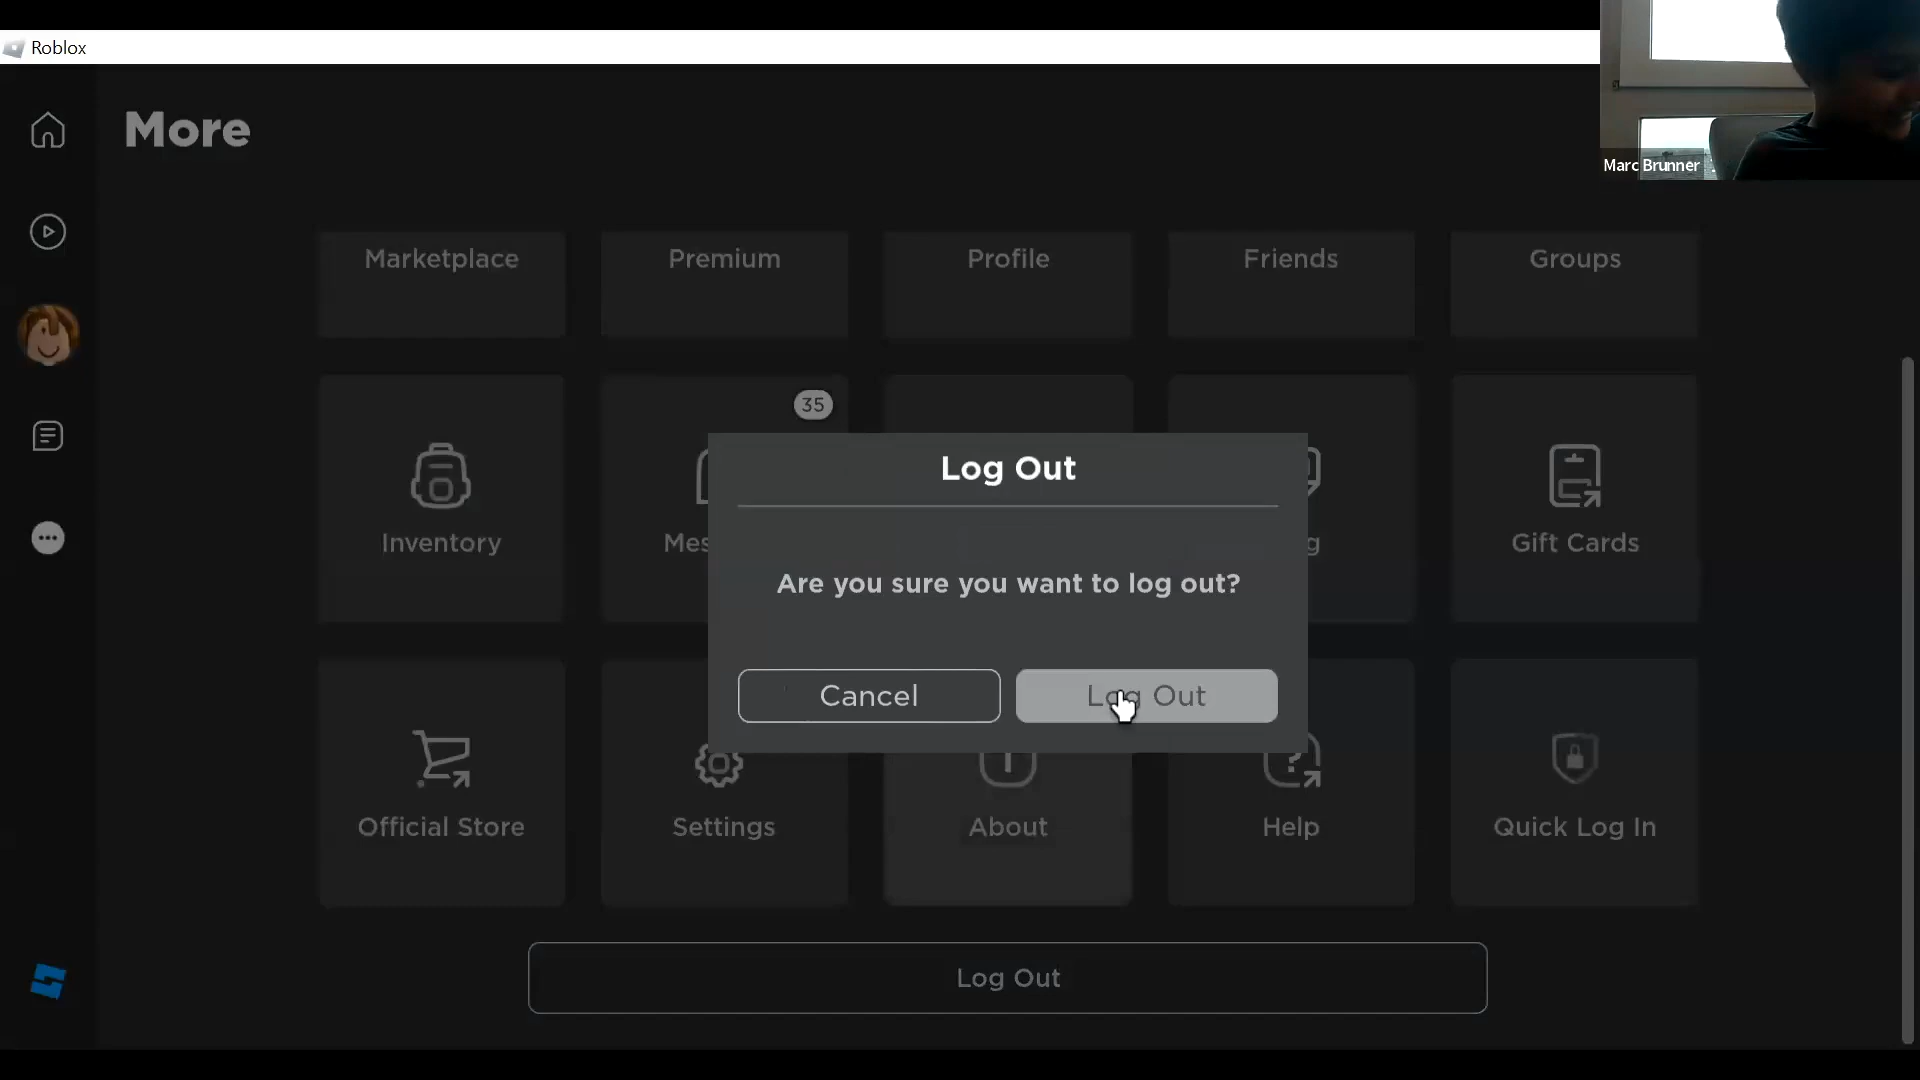 Roblox
More
Marc Brunner
Marketplace
Premium
Profile
Friends
Groups
35
Inventory
Mes
g
Gift Cards
Log Out
Are you sure you want to log out?
Cancel
Log Out
Official Store
Settings
About
Help
Quick Log In
Log Out